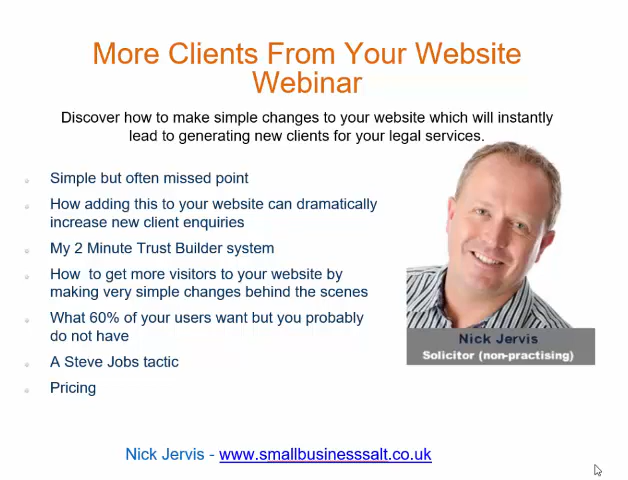 More Clients From Your Website
Webinar
Discover how to make simple changes to your website which will instantly
lead to generating new clients for your legal services.
Simple but often missed point
How adding this to your website can dramatically
increase new client enquiries
My 2 Minute Trust Builder system
How  to get more visitors to your website by
making very simple changes behind the scenes
What 60% of your users want but you probably
do not have
A Steve Jobs tactic
Pricing
Nick Jervis
Solicitor (non-practising)
Nick Jervis - www.smallbusinesssalt.co.uk